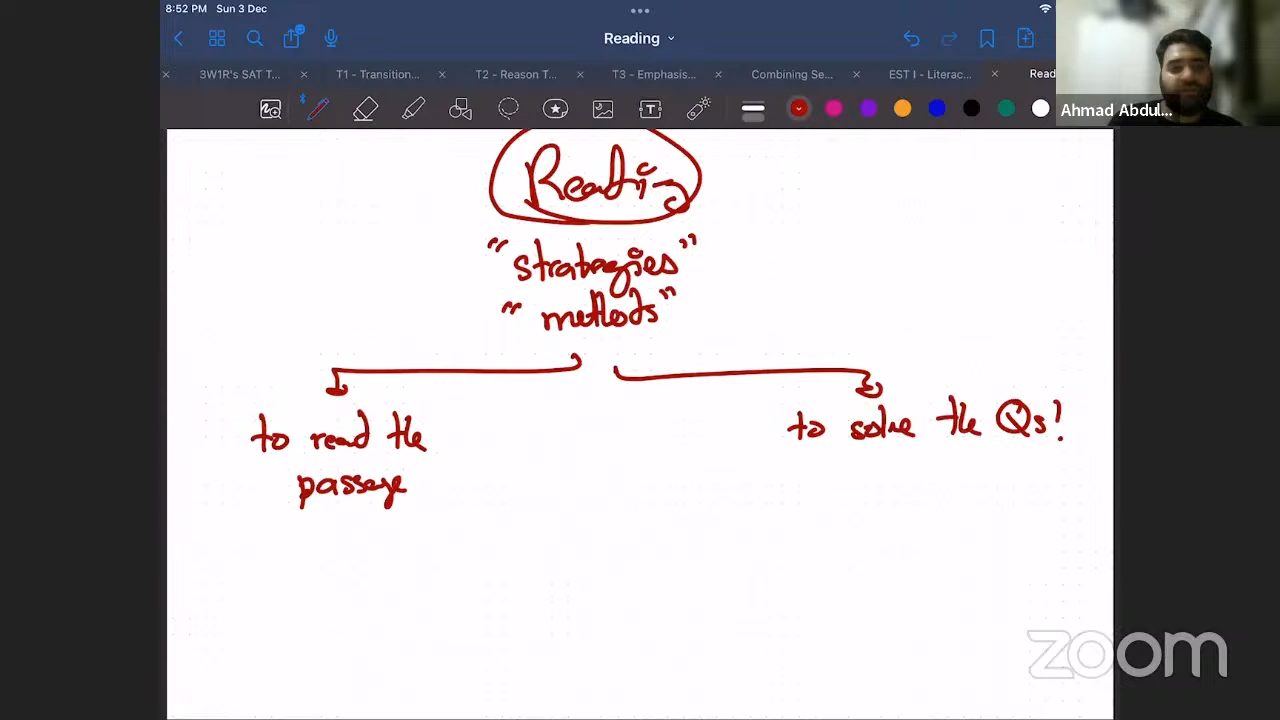 8:52 PM Sun 3 Dec
Reading
3W1R's SAT T...
T1 - Transition...
T2 - Reason T...
T3 - Emphasis...
Combining Se...
EST I - Literac...
Read
Ahmad Abdul...
Reading
"strategies"
"methods"
to read the
passage
to solve the Qs!
zoom